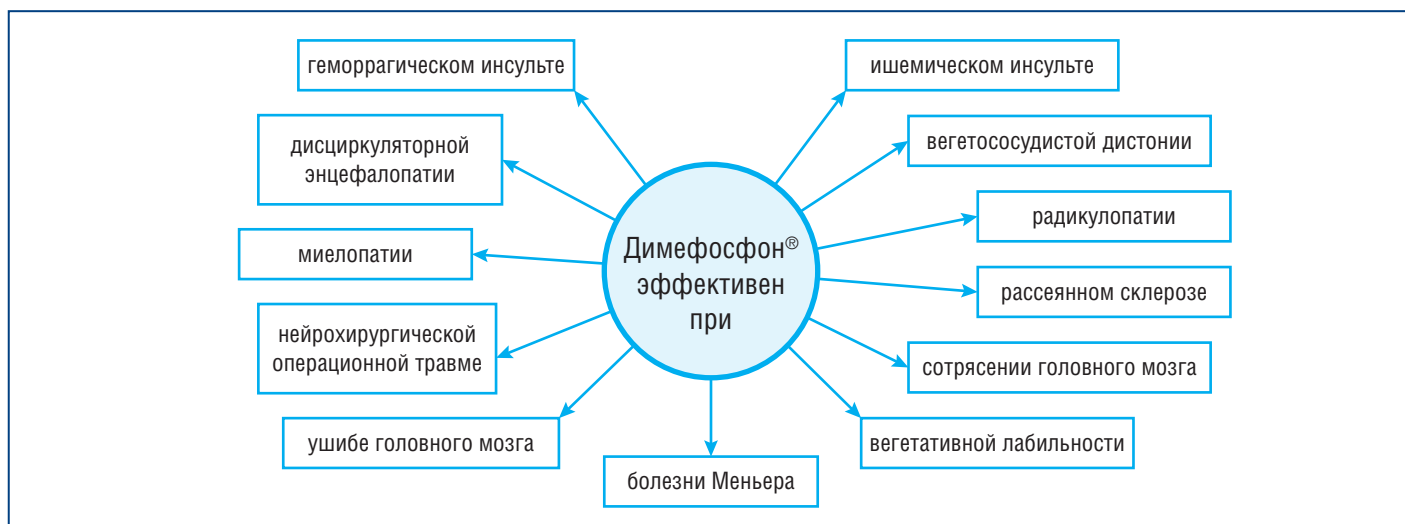 геморрагическом инсульте
ишемическом инсульте
дисциркуляторной
энцефалопатии
вегетососудистой дистонии
миелопатии
радикулопатии
Димефосфон®
эффективен
при
рассеянном склерозе
нейрохирургической
операционной травме
сотрясении головного мозга
ушибе головного мозга
вегетативной лабильности
болезни Меньера